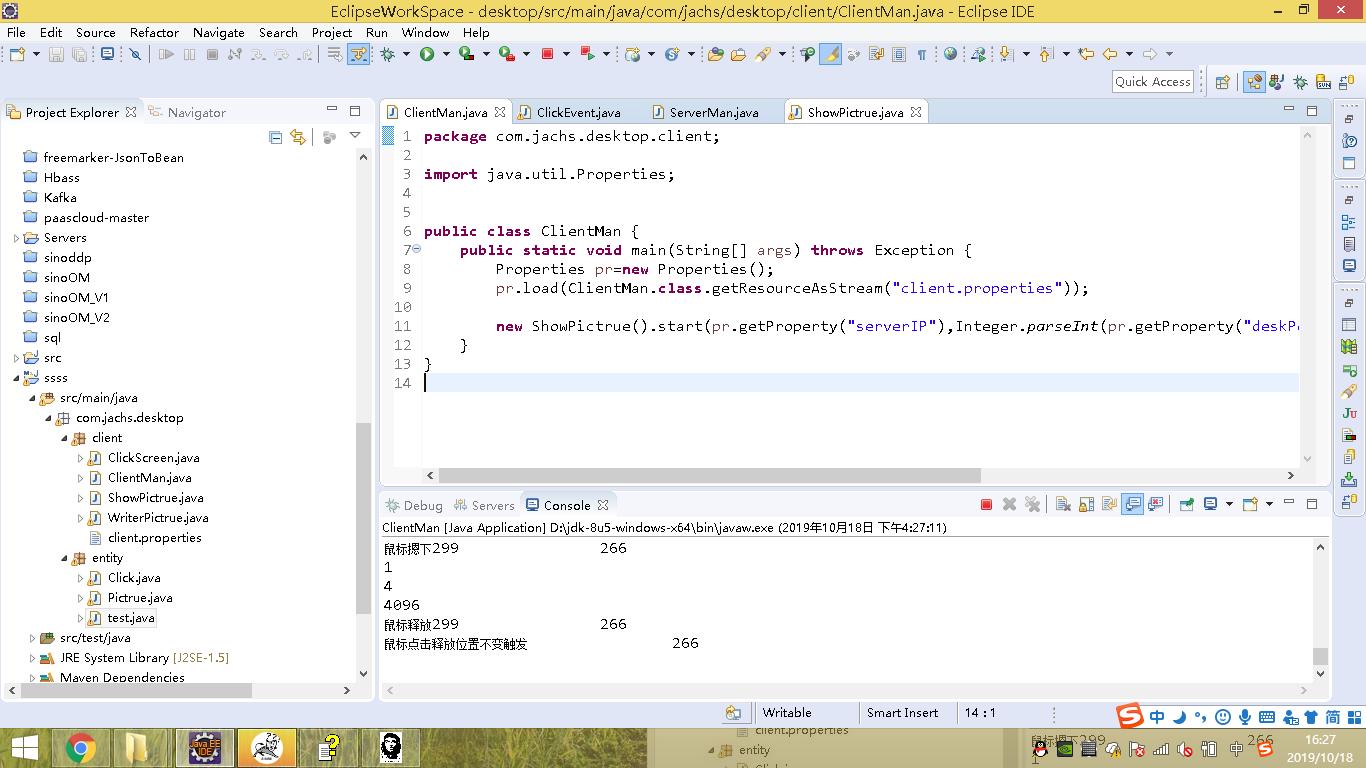 EclipseWorkSpace - desktop/src/main/java/com/jachs/desktop/client/ClientMan.java - Eclipse IDE
File Edit Source Refactor Navigate Search Project Run Window Help
Quick Access
Project Explorer Navigator
freemarker-JsonToBean
Hbass
Kafka
paascloud-master
Servers
sinoddp
sinoOM
sinoOM_V1
sinoOM_V2
sql
src
ssss
src/main/java
com.jachs.desktop
client
ClickScreen.java
ClientMan.java
ShowPictrue.java
WriterPictrue.java
client.properties
entity
Click.java
Pictrue.java
test.java
src/test/java
JRE System Library [J2SE-1.5]
Maven Dependencies
ClientMan.java ClickEvent.java ServerMan.java ShowPictrue.java
1 package com.jachs.desktop.client;
2
3 import java.util.Properties;
4
5
6 public class ClientMan {
7 public static void main(String[] args) throws Exception {
8 Properties pr=new Properties();
9 pr.load(ClientMan.class.getResourceAsStream("client.properties"));
10
11 new ShowPictrue().start(pr.getProperty("serverIP"),Integer.parseInt(pr.getProperty("deskPo
12 }
13 }
14
Debug Servers Console
ClientMan [Java Application] D:\jdk-8u5-windows-x64\bin\javaw.exe (2019年10月18日 下午4:27:11)
鼠标摁下299 266
1
4
4096
鼠标释放299 266
鼠标点击释放位置不变触发 266
Writable Smart Insert 14 : 1
中 简
client.properties
entity
鼠标摁下299 266
1
Java EE
IDE
中
16:27
2019/10/18